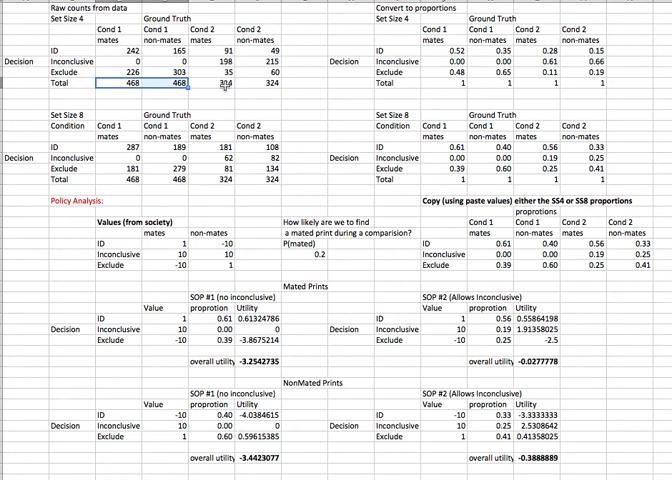 Raw counts from data Convert to proportions
Set Size 4 Ground Truth Set Size 4 Ground Truth
Cond 1 Cond 1 Cond 2 Cond 2 Cond 1 Cond 1 Cond 2 Cond 2
mates non-mates mates non-mates mates non-mates mates non-mates
ID 242 165 91 49 ID 0.52 0.35 0.28 0.15
Decision Inconclusive 0 0 198 215 Decision Inconclusive 0.00 0.00 0.61 0.66
Exclude 226 303 35 60 Exclude 0.48 0.65 0.11 0.19
Total 468 468 324 324 Total 1 1 1 1
Set Size 8 Ground Truth Set Size 8 Ground Truth
Condition Cond 1 Cond 1 Cond 2 Cond 2 Condition Cond 1 Cond 1 Cond 2 Cond 2
mates non-mates mates non-mates mates non-mates mates non-mates
ID 287 189 181 108 ID 0.61 0.40 0.56 0.33
Decision Inconclusive 0 0 62 82 Decision Inconclusive 0.00 0.00 0.19 0.25
Exclude 181 279 81 134 Exclude 0.39 0.60 0.25 0.41
Total 468 468 324 324 Total 1 1 1 1
Policy Analysis: Copy (using paste values) either the SS4 or SS8 proportions
proprotions
Values (from society) How likely are we to find Cond 1 Cond 1 Cond 2 Cond 2
mates non-mates a mated print during a comparision? mates non-mates mates non-mates
ID 1 -10 P(mated) ID 0.61 0.40 0.56 0.33
Inconclusive 10 10 0.2 Inconclusive 0.00 0.00 0.19 0.25
Exclude -10 1 Exclude 0.39 0.60 0.25 0.41
Mated Prints
SOP #1 (no inconclusive) SOP #2 (Allows Inconclusive)
Value proprotion Utility Value proprotion Utility
ID 1 0.61 0.61324786 ID 1 0.56 0.55864198
Decision Inconclusive 10 0.00 0 Decision Inconclusive 10 0.19 1.91358025
Exclude -10 0.39 -3.8675214 Exclude -10 0.25 -2.5
overall utility -3.2542735 overall utility -0.0277778
NonMated Prints
SOP #1 (no inconclusive) SOP #2 (Allows Inconclusive)
Value proprotion Utility Value proprotion Utility
ID -10 0.40 -4.0384615 ID -10 0.33 -3.3333333
Decision Inconclusive 10 0.00 0 Decision Inconclusive 10 0.25 2.5308642
Exclude 1 0.60 0.59615385 Exclude 1 0.41 0.41358025
overall utility -3.4423077 overall utility -0.3888889